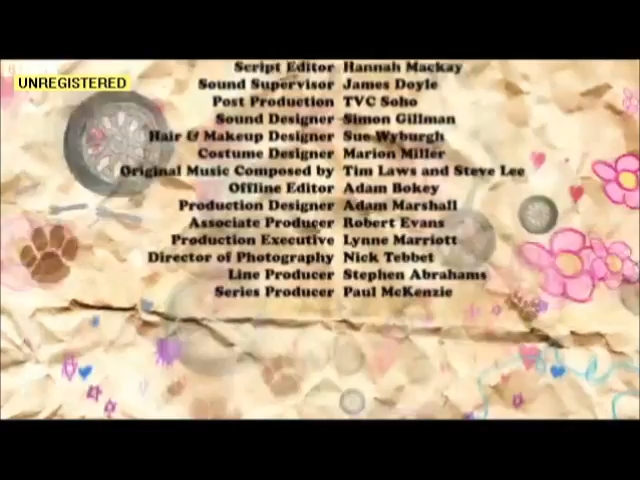 UNREGISTERED
Script Editor Hannah Mackay
Sound Supervisor James Doyle
Post Production TVC Soho
Sound Designer Simon Gillman
Hair & Makeup Designer Sue Wyburgh
Costume Designer Marion Miller
Original Music Composed by Tim Laws and Steve Lee
Offline Editor Adam Bokey
Production Designer Adam Marshall
Associate Producer Robert Evans
Production Executive Lynne Marriott
Director of Photography Nick Tebbet
Line Producer Stephen Abrahams
Series Producer Paul McKenzie